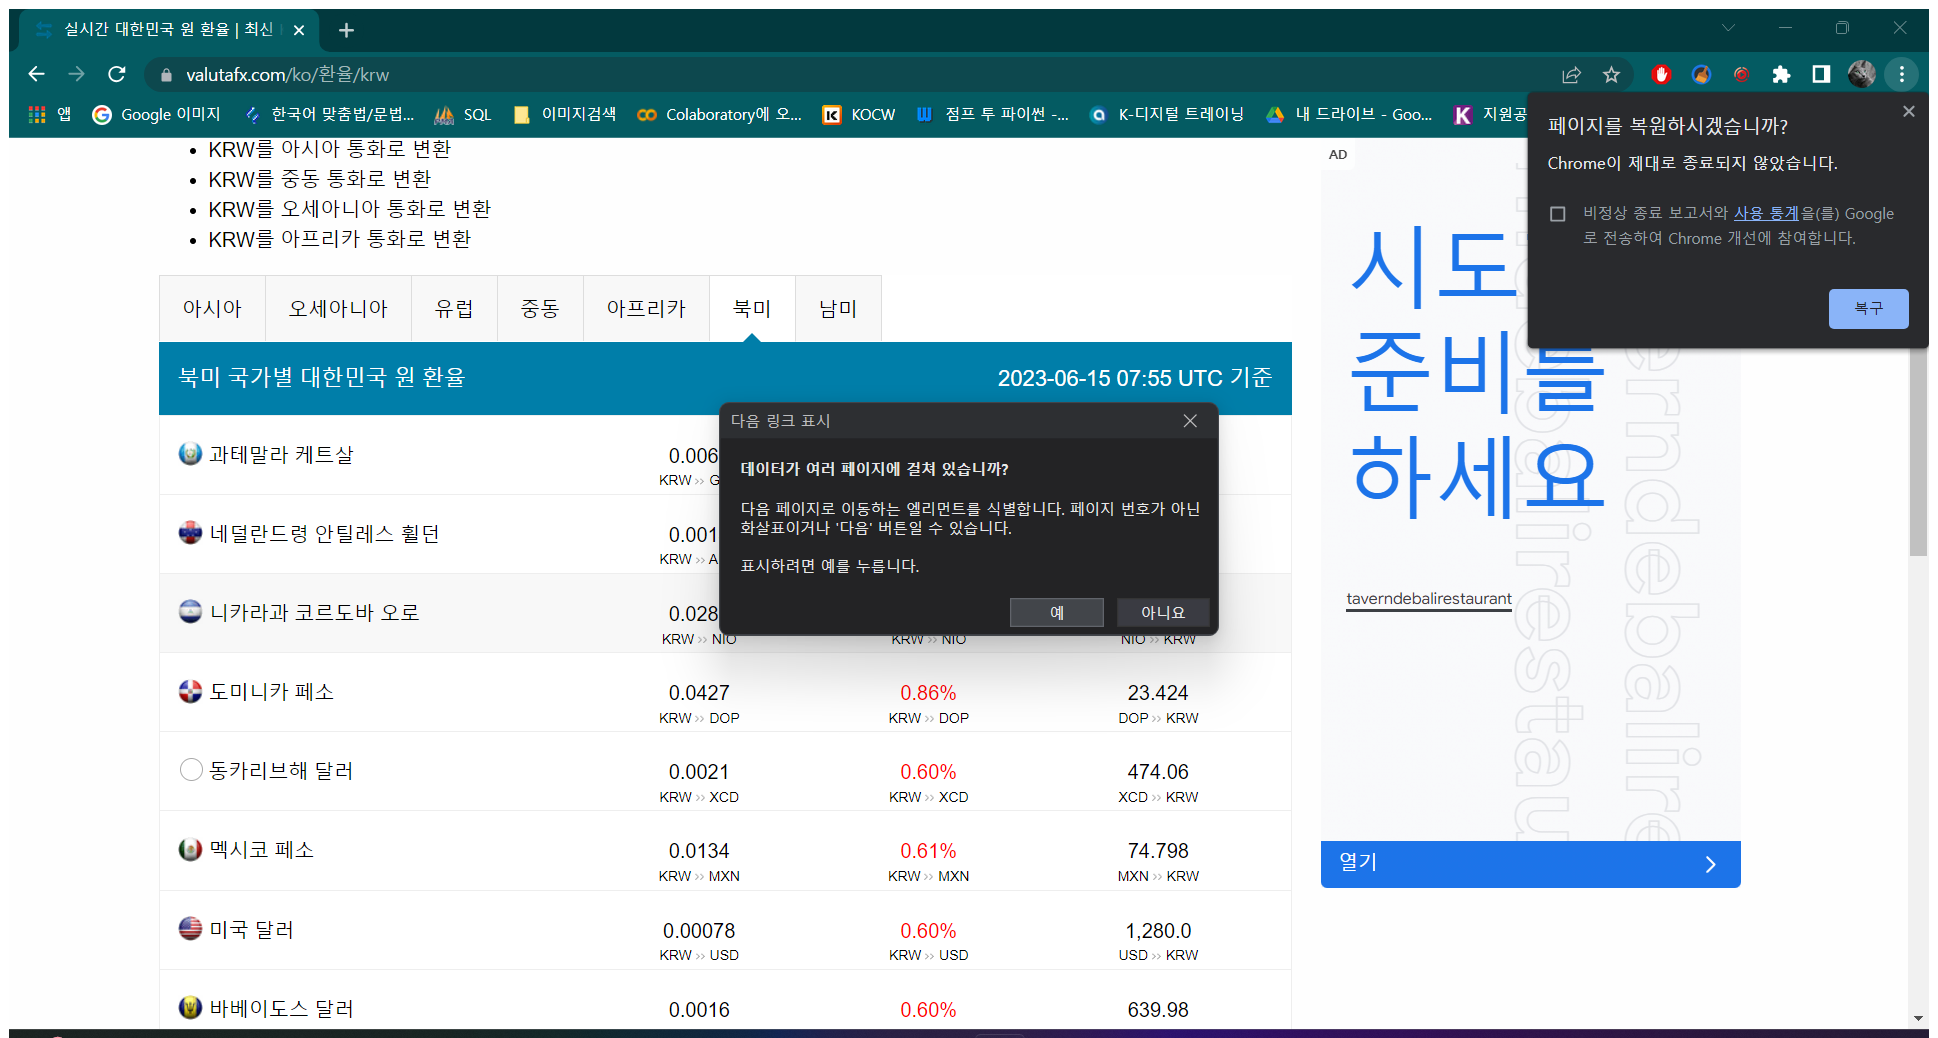 실시간 대한민국 원 환율 | 최신
valutafx.com/ko/환율/krw
앱
Google 이미지
한국어 맞춤법/문법...
SQL
이미지검색
Colaboratory에 오...
KOCW
점프 투 파이썬 -...
K-디지털 트레이닝
내 드라이브 - Goo...
지원공
페이지를 복원하시겠습니까?
Chrome이 제대로 종료되지 않았습니다.
비정상 종료 보고서와 사용 통계을(를) Google
로 전송하여 Chrome 개선에 참여합니다.
복구
KRW를 아시아 통화로 변환
KRW를 중동 통화로 변환
KRW를 오세아니아 통화로 변환
KRW를 아프리카 통화로 변환
아시아
오세아니아
유럽
중동
아프리카
북미
남미
북미 국가별 대한민국 원 환율
2023-06-15 07:55 UTC 기준
과테말라 케트살
0.006
KRW ›› G
네덜란드령 안틸레스 휠던
0.001
KRW ›› A
니카라과 코르도바 오로
0.028
KRW ›› NIO
KRW ›› NIO
NIO ›› KRW
다음 링크 표시
데이터가 여러 페이지에 걸쳐 있습니까?
다음 페이지로 이동하는 엘리먼트를 식별합니다. 페이지 번호가 아닌
화살표이거나 '다음' 버튼일 수 있습니다.
표시하려면 예를 누릅니다.
예
아니요
도미니카 페소
0.0427
0.86%
23.424
KRW ›› DOP
KRW ›› DOP
DOP ›› KRW
동카리브해 달러
0.0021
0.60%
474.06
KRW ›› XCD
KRW ›› XCD
XCD ›› KRW
멕시코 페소
0.0134
0.61%
74.798
KRW ›› MXN
KRW ›› MXN
MXN ›› KRW
미국 달러
0.00078
0.60%
1,280.0
KRW ›› USD
KRW ›› USD
USD ›› KRW
바베이도스 달러
0.0016
0.60%
639.98
AD
시도
준비를
하세요
taverndebalirestaurant
열기